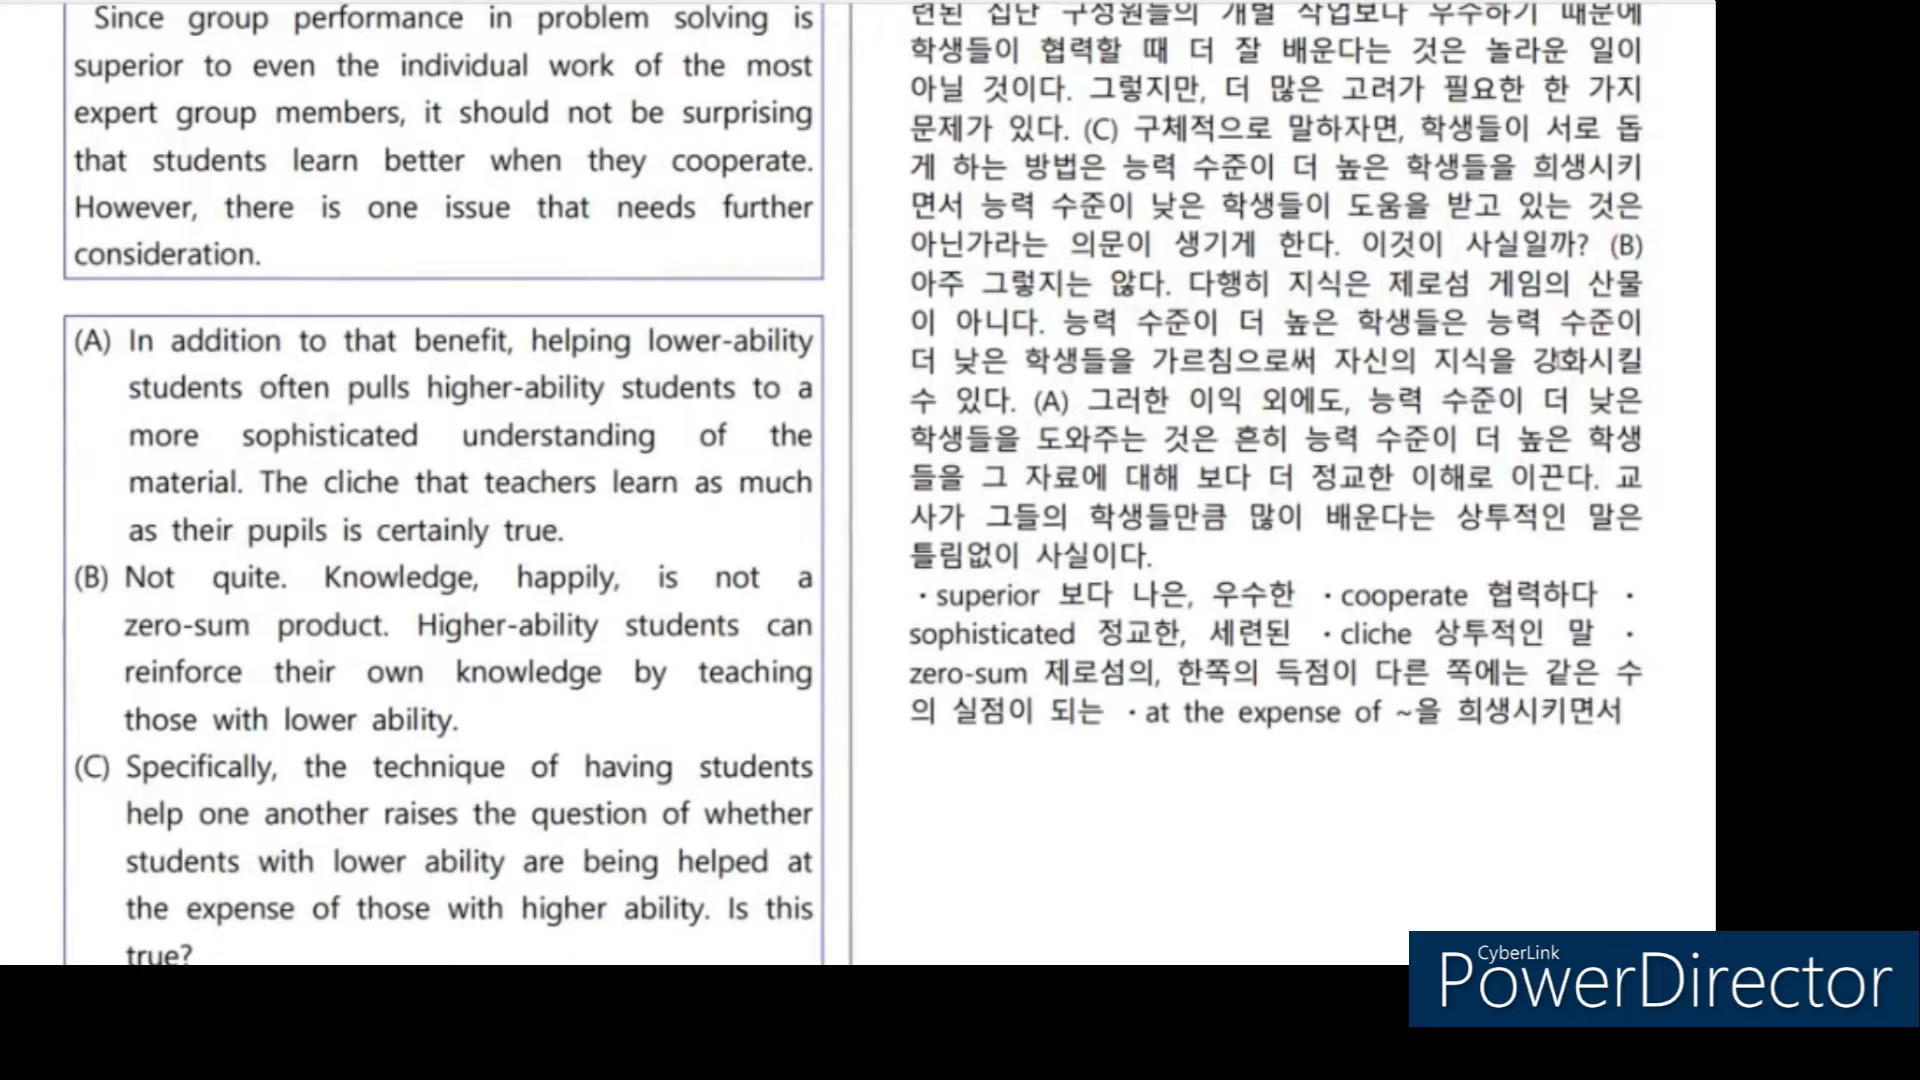 Since group performance in problem solving is
superior to even the individual work of the most
expert group members, it should not be surprising
that students learn better when they cooperate.
However, there is one issue that needs further
consideration.
(A) In addition to that benefit, helping lower-ability
students often pulls higher-ability students to a
more sophisticated understanding of the
material. The cliche that teachers learn as much
as their pupils is certainly true.
(B) Not quite. Knowledge, happily, is not a
zero-sum product. Higher-ability students can
reinforce their own knowledge by teaching
those with lower ability.
(C) Specifically, the technique of having students
help one another raises the question of whether
students with lower ability are being helped at
the expense of those with higher ability. Is this
true?
련된 집단 구성원들의 개별 작업보다 우수하기 때문에
학생들이 협력할 때 더 잘 배운다는 것은 놀라운 일이
아닐 것이다. 그렇지만, 더 많은 고려가 필요한 한 가지
문제가 있다. (C) 구체적으로 말하자면, 학생들이 서로 돕
게 하는 방법은 능력 수준이 더 높은 학생들을 희생시키
면서 능력 수준이 낮은 학생들이 도움을 받고 있는 것은
아닌가라는 의문이 생기게 한다. 이것이 사실일까? (B)
아주 그렇지는 않다. 다행히 지식은 제로섬 게임의 산물
이 아니다. 능력 수준이 더 높은 학생들은 능력 수준이
더 낮은 학생들을 가르침으로써 자신의 지식을 강화시킬
수 있다. (A) 그러한 이익 외에도, 능력 수준이 더 낮은
학생들을 도와주는 것은 흔히 능력 수준이 더 높은 학생
들을 그 자료에 대해 보다 더 정교한 이해로 이끈다. 교
사가 그들의 학생들만큼 많이 배운다는 상투적인 말은
틀림없이 사실이다.
・superior 보다 나은, 우수한 ・cooperate 협력하다 ・
sophisticated 정교한, 세련된 ・cliche 상투적인 말 ・
zero-sum 제로섬의, 한쪽의 득점이 다른 쪽에는 같은 수
의 실점이 되는 ・at the expense of ~을 희생시키면서
CyberLink
PowerDirector